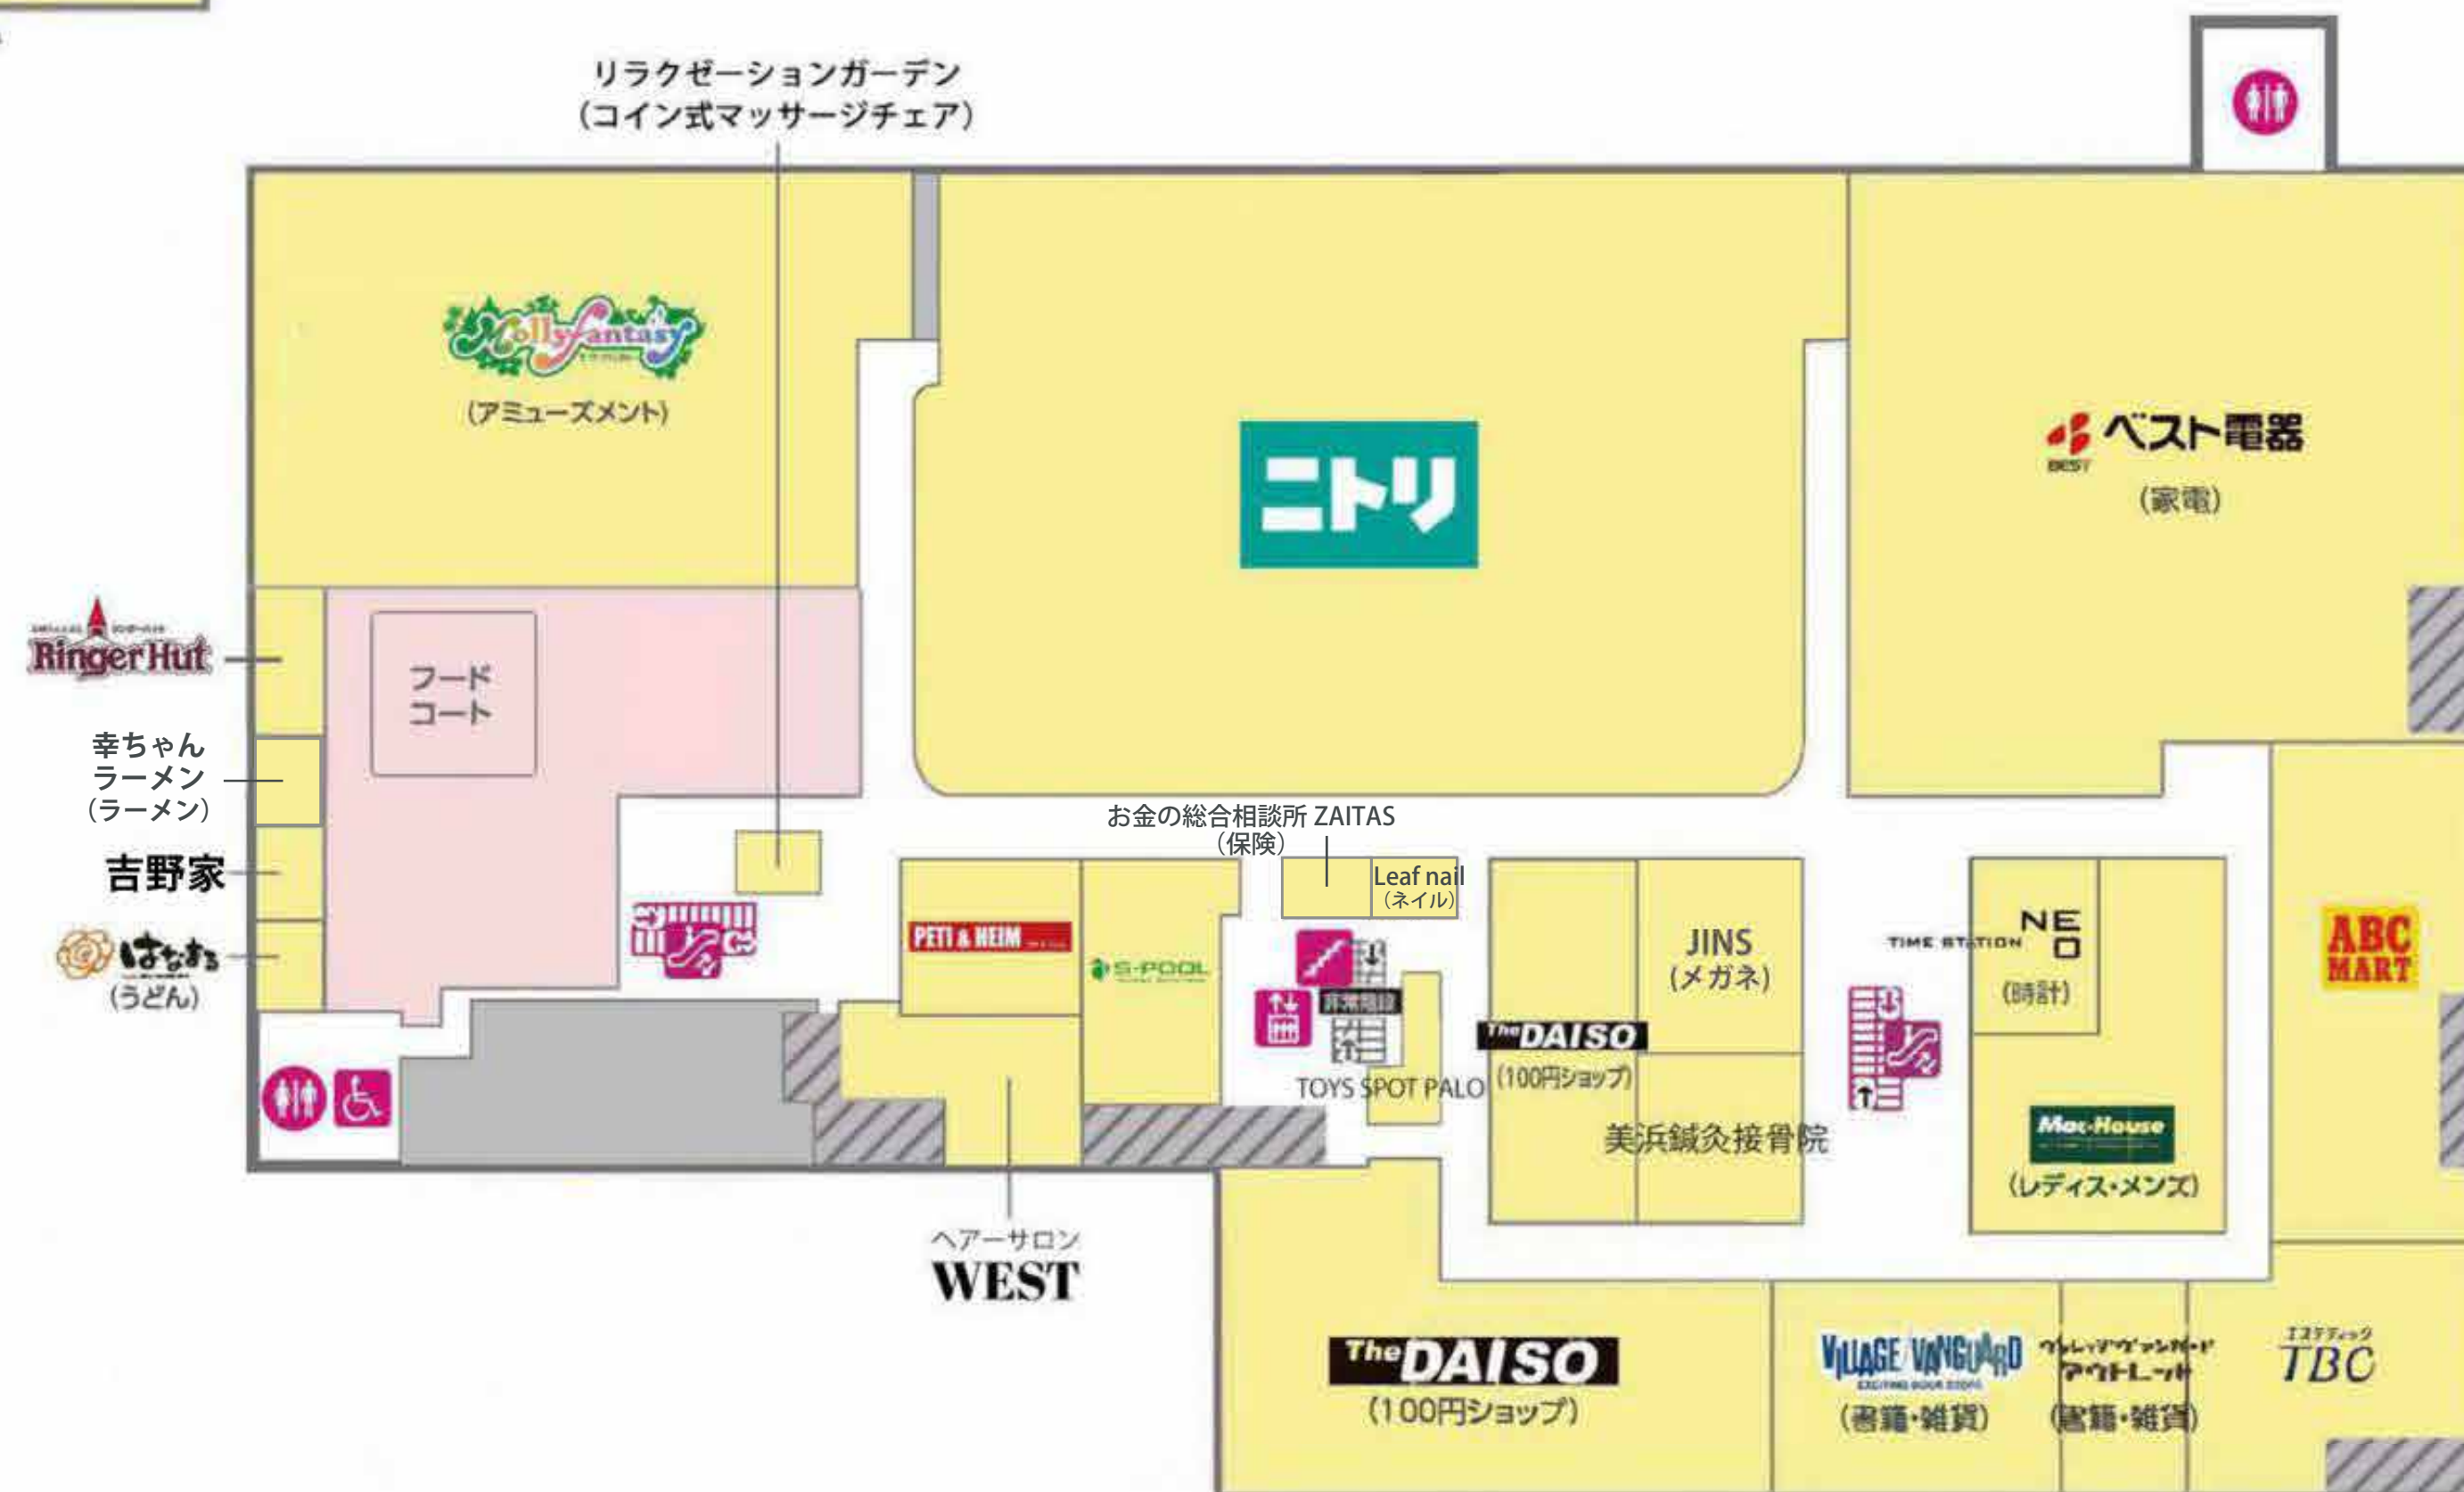 リラクゼーションガーデン
（コイン式マッサージチェア）
Mollyfantasy
（アミューズメント）
ニトリ
BEST
ベスト電器
（家電）
RingerHut
フード
コート
幸ちゃん
ラーメン
（ラーメン）
吉野家
はなまる
（うどん）
お金の総合相談所 ZAITAS
（保険）
Leaf nail
（ネイル）
PETI & HEIM
S-POOL
非常階段
TOYS SPOT PALO
The DAISO
（100円ショップ）
JINS
（メガネ）
美浜鍼灸接骨院
TIME STATION
NEO
（時計）
Mac-House
（レディス・メンズ）
ABC
MART
ヘアーサロン
WEST
The DAISO
（100円ショップ）
VILLAGE/VANGUARD
EXCITING BOOK STORE
（書籍・雑貨）
ヴィレッジヴァンガード
アウトレット
（書籍・雑貨）
エステティック
TBC